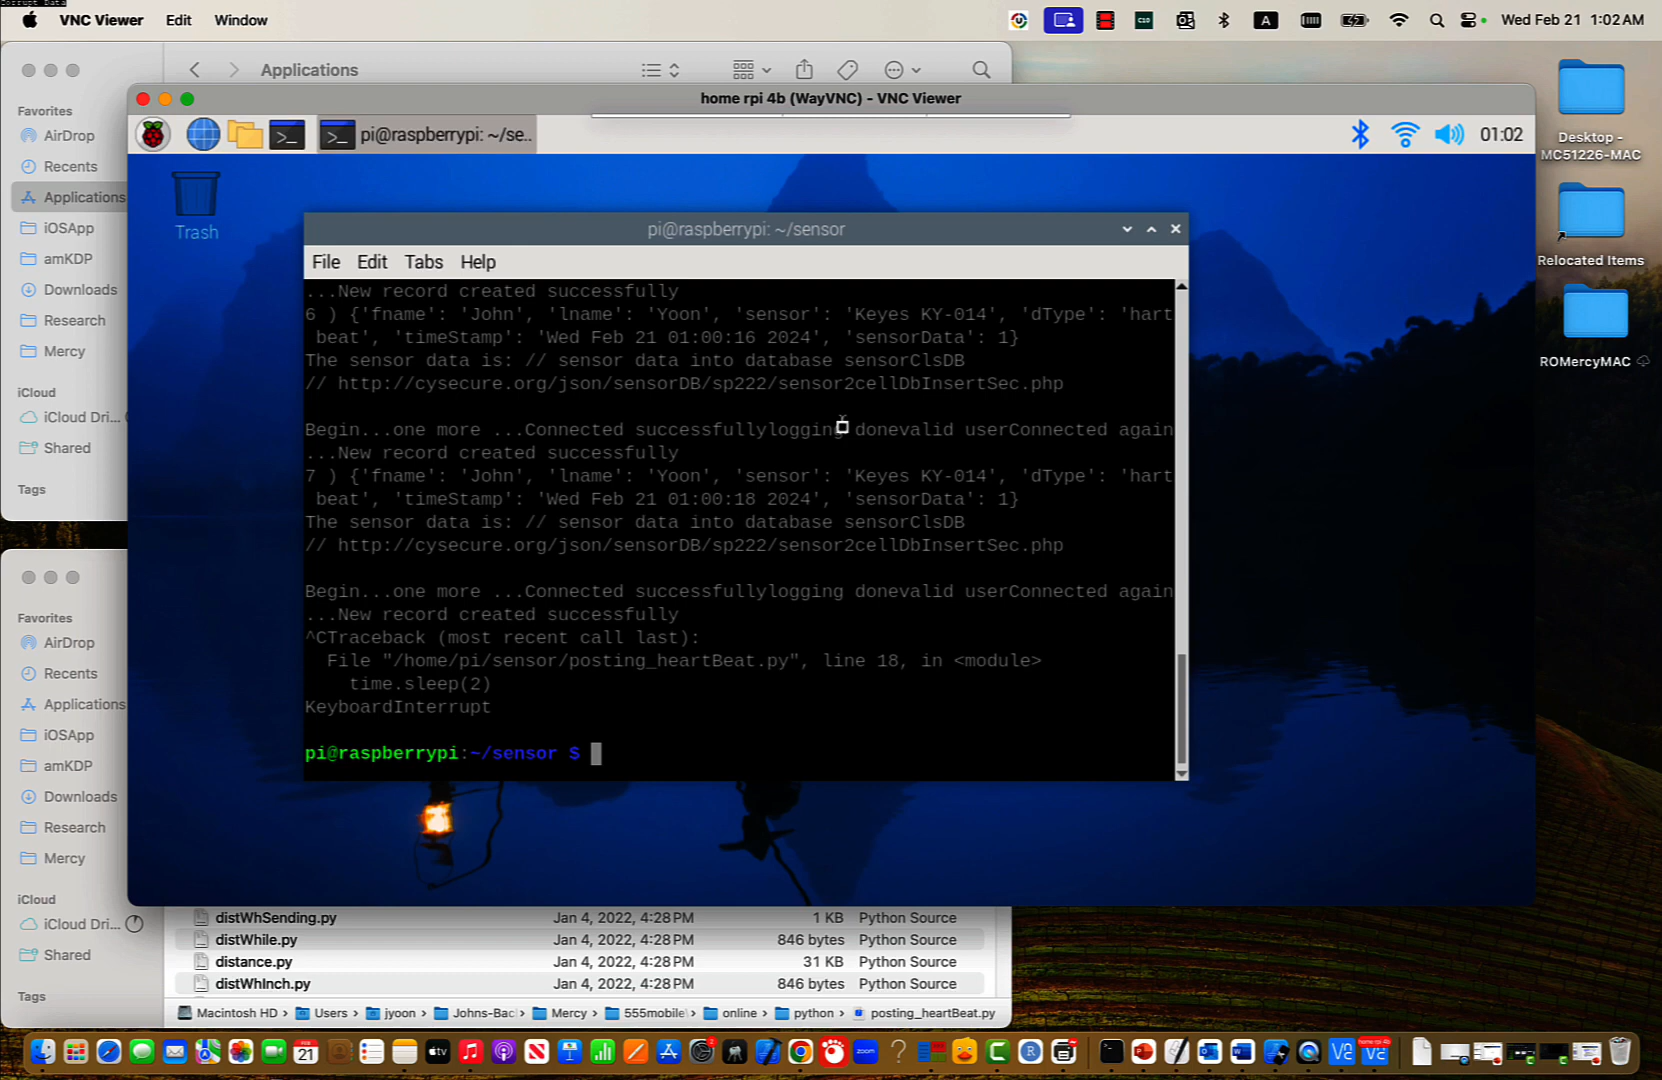 Corrupt Data
VNC Viewer Edit Window
A
Wed Feb 21 1:02 AM
Applications
Favorites
AirDrop
Recents
Applications
iOSApp
amKDP
Downloads
Research
Mercy
iCloud
iCloud Dri...
Shared
Tags
home rpi 4b (WayVNC) - VNC Viewer
pi@raspberrypi: ~/se..
01:02
Trash
pi@raspberrypi: ~/sensor
File Edit Tabs Help
...New record created successfully
6 ) {'fname': 'John', 'lname': 'Yoon', 'sensor': 'Keyes KY-014', 'dType': 'hart
beat', 'timeStamp': 'Wed Feb 21 01:00:16 2024', 'sensorData': 1}
The sensor data is: // sensor data into database sensorClsDB
// http://cysecure.org/json/sensorDB/sp222/sensor2cellDbInsertSec.php
Begin...one more ...Connected successfullylogging donevalid userConnected again
...New record created successfully
7 ) {'fname': 'John', 'lname': 'Yoon', 'sensor': 'Keyes KY-014', 'dType': 'hart
beat', 'timeStamp': 'Wed Feb 21 01:00:18 2024', 'sensorData': 1}
The sensor data is: // sensor data into database sensorClsDB
// http://cysecure.org/json/sensorDB/sp222/sensor2cellDbInsertSec.php
Begin...one more ...Connected successfullylogging donevalid userConnected again
...New record created successfully
^CTraceback (most recent call last):
File "/home/pi/sensor/posting_heartBeat.py", line 18, in <module>
time.sleep(2)
KeyboardInterrupt
pi@raspberrypi:~/sensor $
Desktop -
MC51226-MAC
Relocated Items
ROMercyMAC
Favorites
AirDrop
Recents
Applications
iOSApp
amKDP
Downloads
Research
Mercy
iCloud
iCloud Dri...
Shared
Tags
distWhSending.py Jan 4, 2022, 4:28 PM 1 KB Python Source
distWhile.py Jan 4, 2022, 4:28 PM 846 bytes Python Source
distance.py Jan 4, 2022, 4:28 PM 31 KB Python Source
distWhInch.py Jan 4, 2022, 4:28 PM 846 bytes Python Source
Macintosh HD > Users > jyoon > Johns-Bac > Mercy > 555mobile > online > python > posting_heartBeat.py
21
tv
zoom